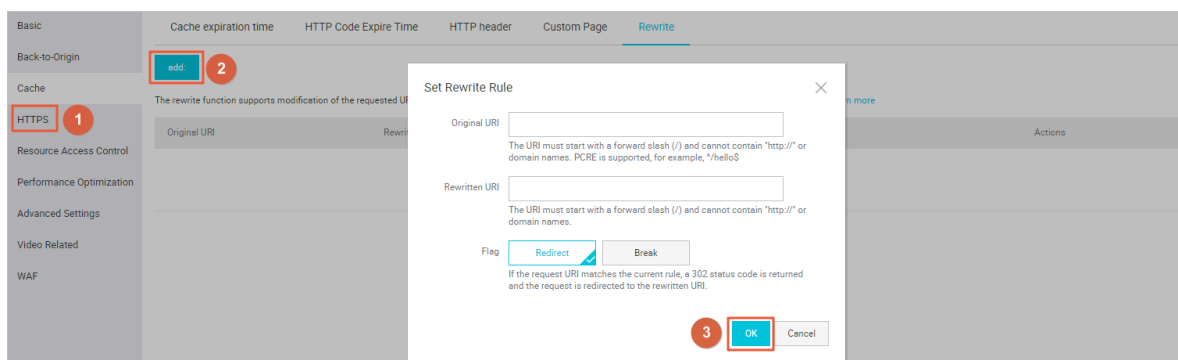 Basic
Back-to-Origin
Cache
HTTPS
1
Resource Access Control
Performance Optimization
Advanced Settings
Video Related
WAF
Cache expiration time
HTTP Code Expire Time
HTTP header
Custom Page
Rewrite
add:
2
The rewrite function supports modification of the requested
more
Original URI
Actions
Set Rewrite Rule
Original URI
The URI must start with a forward slash (/) and cannot contain "http://" or
domain names. PCRE is supported, for example, ^/hello$
Rewritten URI
The URI must start with a forward slash (/) and cannot contain "http://" or
domain names.
Flag
Redirect
Break
If the request URI matches the current rule, a 302 status code is returned
and the request is redirected to the rewritten URI.
3
OK
Cancel